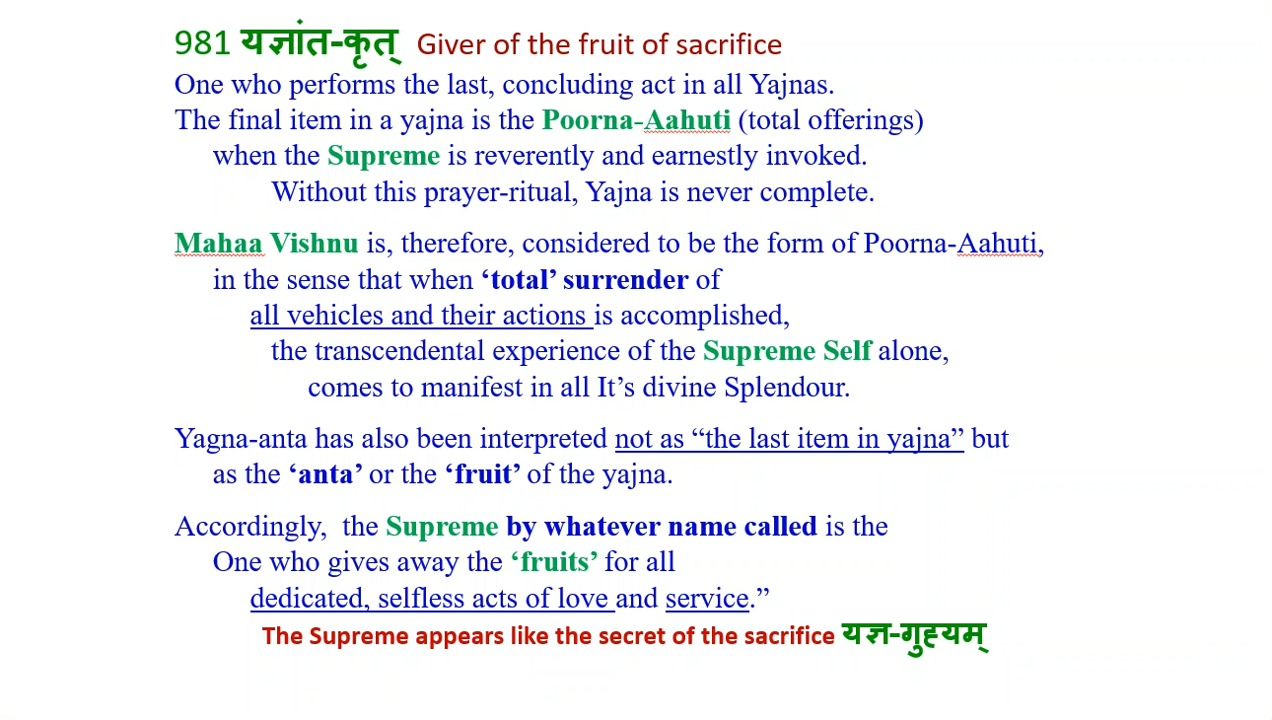 981 यज्ञांत-कृत् Giver of the fruit of sacrifice
One who performs the last, concluding act in all Yajnas.
The final item in a yajna is the Poorna-Aahuti (total offerings)
when the Supreme is reverently and earnestly invoked.
Without this prayer-ritual, Yajna is never complete.
Mahaa Vishnu is, therefore, considered to be the form of Poorna-Aahuti,
in the sense that when ‘total’ surrender of
all vehicles and their actions is accomplished,
the transcendental experience of the Supreme Self alone,
comes to manifest in all It’s divine Splendour.
Yagna-anta has also been interpreted not as “the last item in yajna” but
as the ‘anta’ or the ‘fruit’ of the yajna.
Accordingly, the Supreme by whatever name called is the
One who gives away the ‘fruits’ for all
dedicated, selfless acts of love and service.”
The Supreme appears like the secret of the sacrifice यज्ञ-गुह्यम्